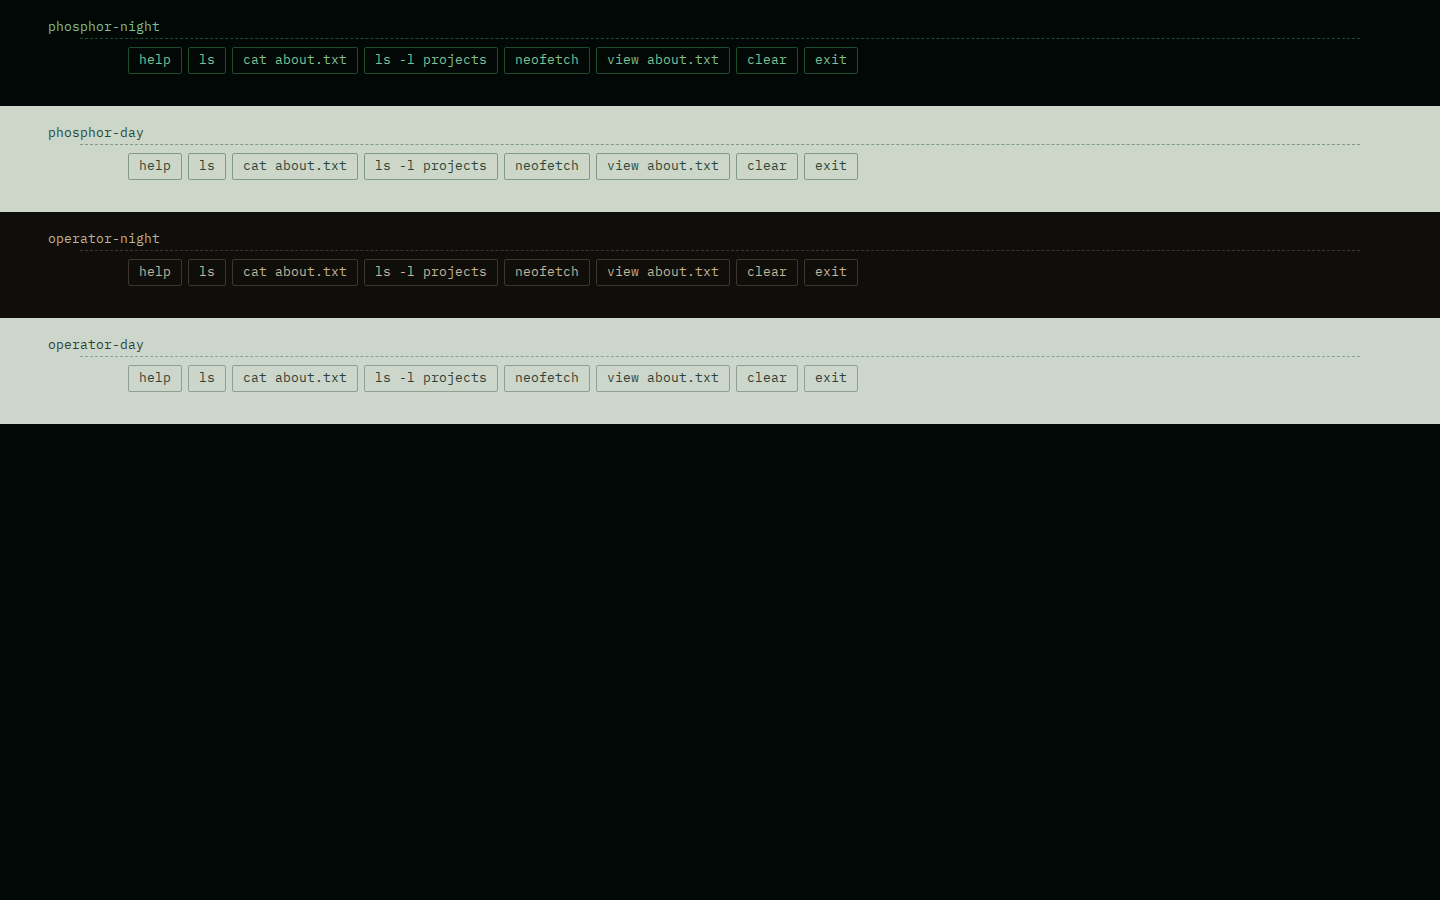 phosphor-night
help ls cat about.txt ls -l projects neofetch view about.txt clear exit
phosphor-day
help ls cat about.txt ls -l projects neofetch view about.txt clear exit
operator-night
help ls cat about.txt ls -l projects neofetch view about.txt clear exit
operator-day
help ls cat about.txt ls -l projects neofetch view about.txt clear exit